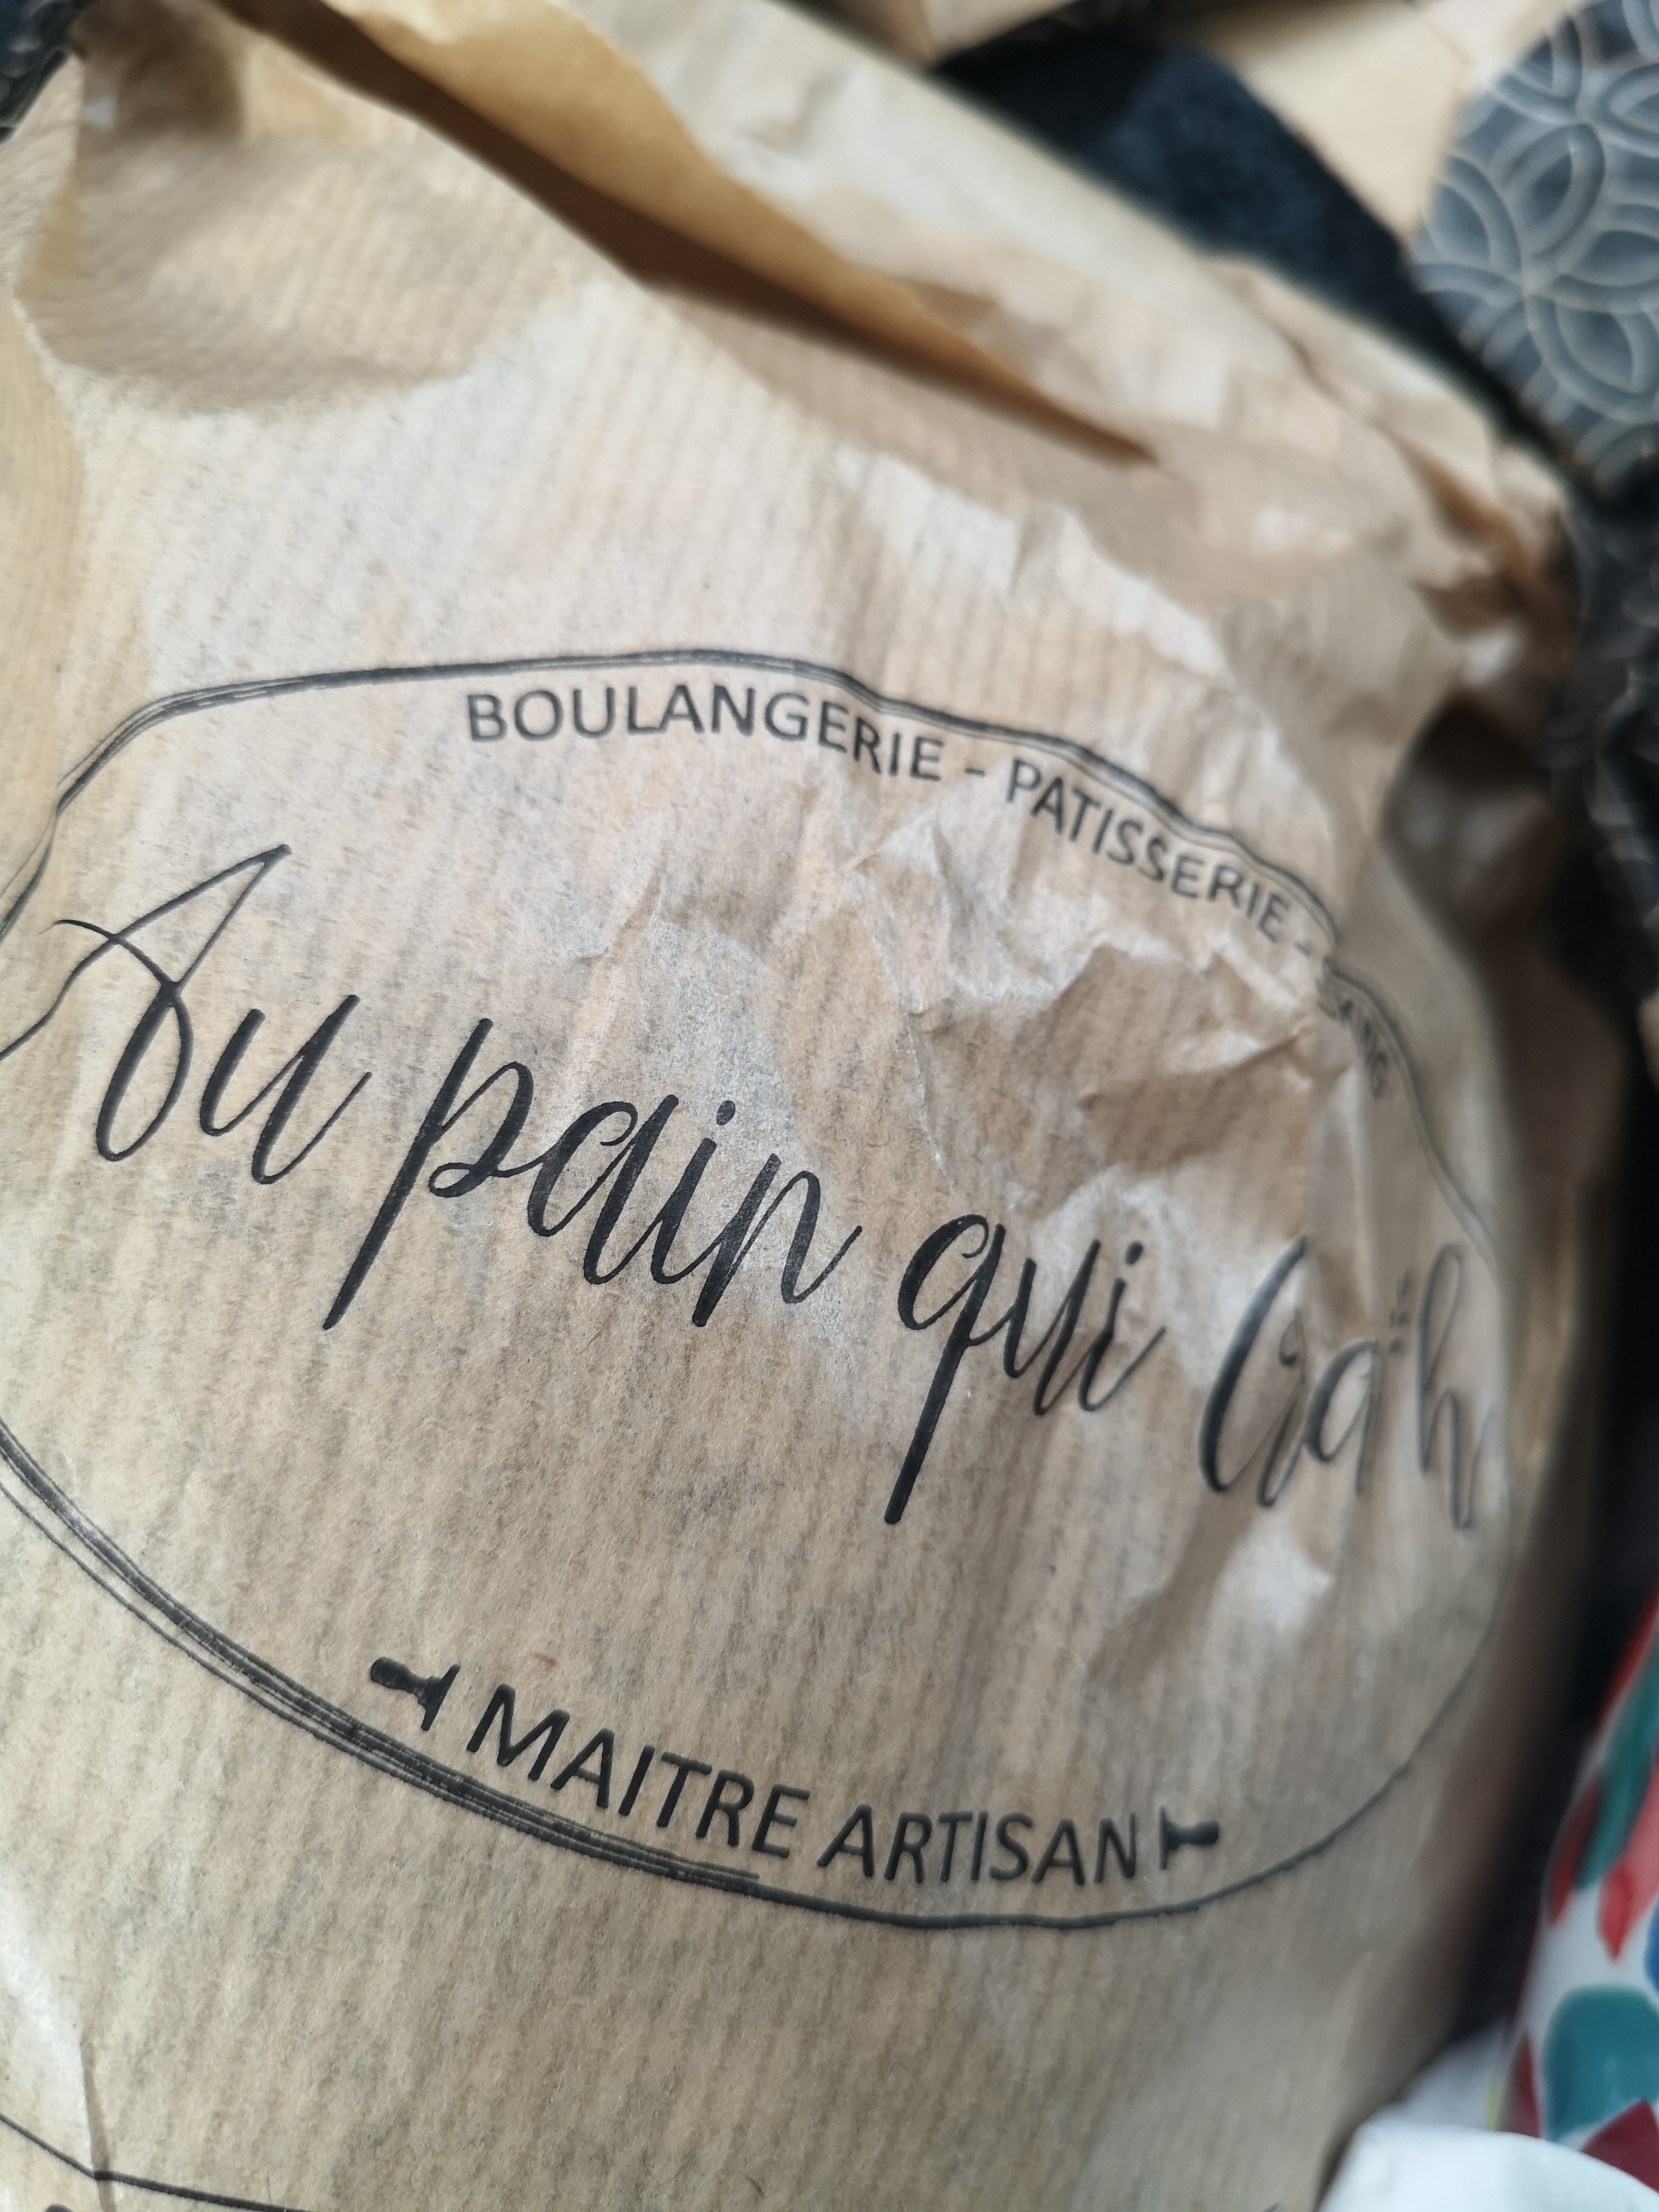 BOULANGERIE - PATISSERIE -
Au pain qui
MAITRE ARTISAN